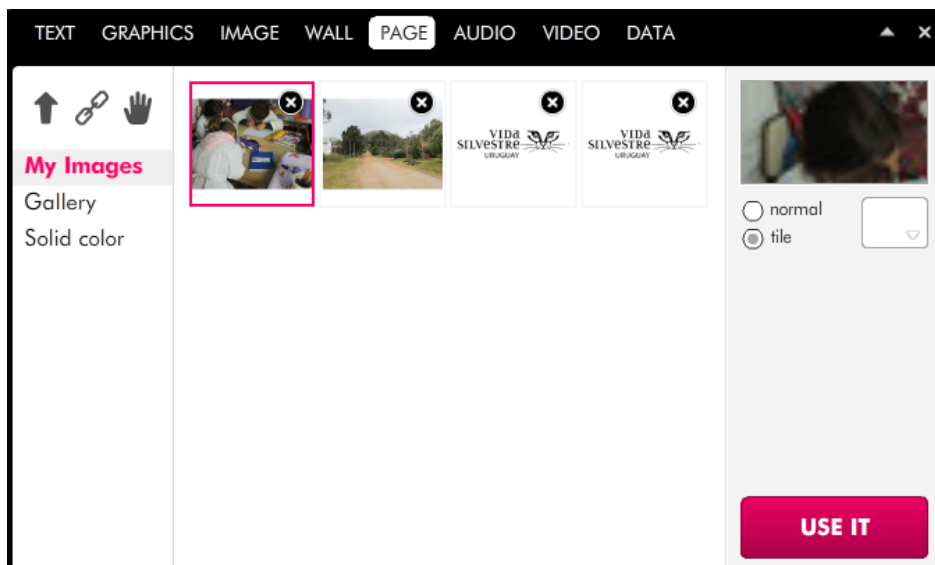 TEXT GRAPHICS IMAGE WALL PAGE AUDIO VIDEO DATA
My Images
Gallery
Solid color
VIDa
SILVeSTRe
URUGUAY
VIDa
SILVeSTRe
URUGUAY
normal
tile
USE IT